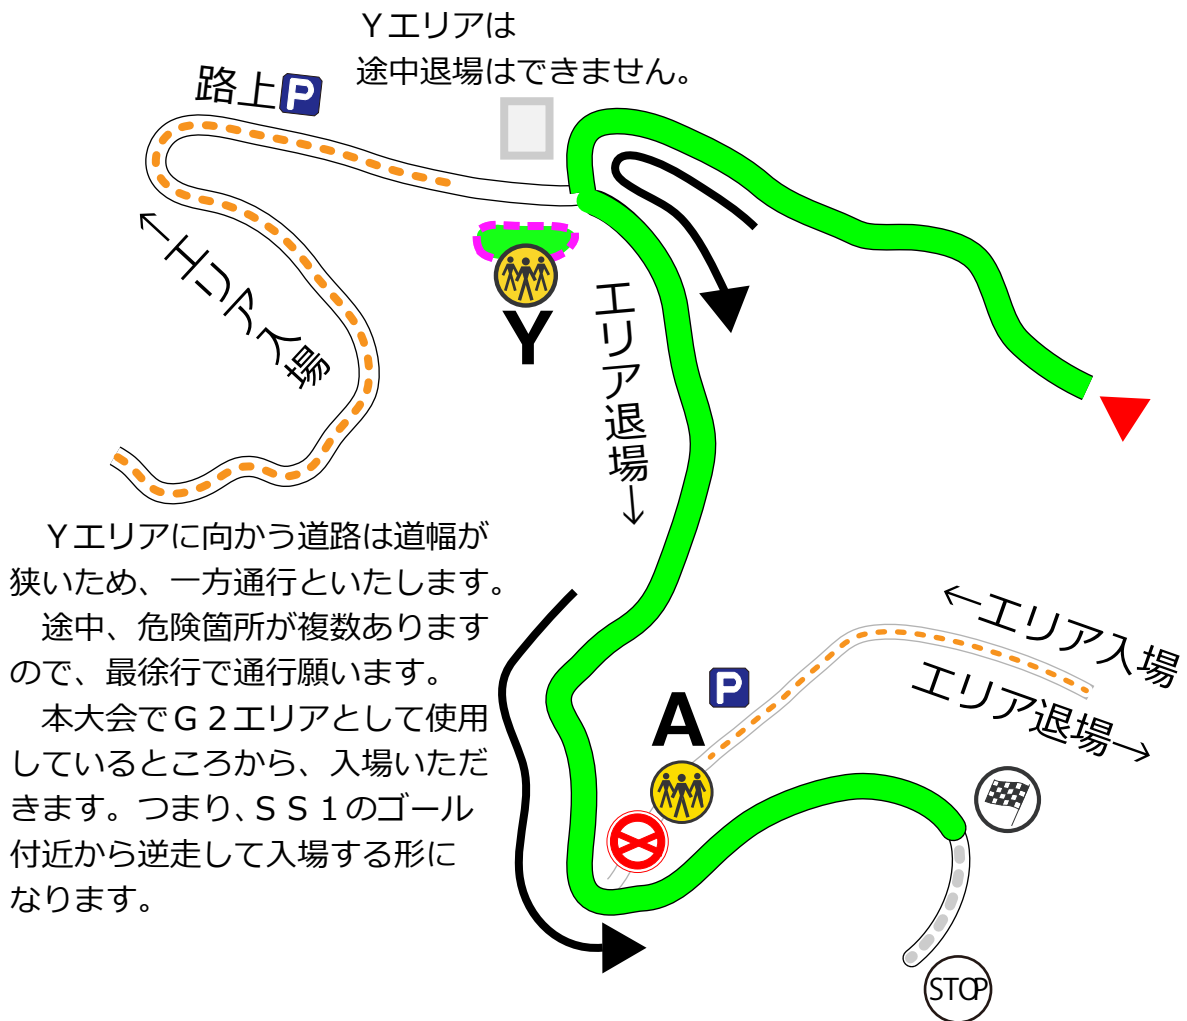 Ｙエリアは
途中退場はできません。
路上P
←エリア入場
Y
エリア退場→
Ｙエリアに向かう道路は道幅が
狭いため、一方通行といたします。
途中、危険箇所が複数あります
ので、最徐行で通行願います。
本大会でＧ２エリアとして使用
しているところから、入場いただ
きます。つまり、ＳＳ１のゴール
付近から逆走して入場する形に
なります。
←エリア入場
エリア退場→
P
A
STOP